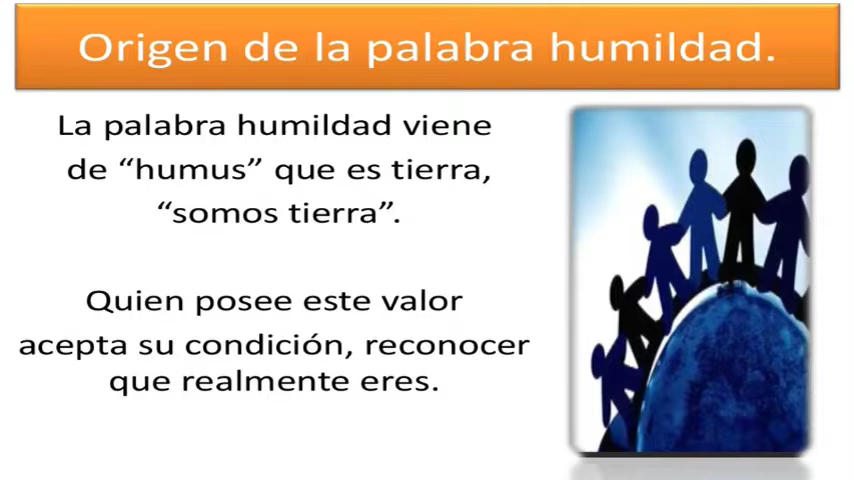 Origen de la palabra humildad.
La palabra humildad viene
de “humus” que es tierra,
“somos tierra”.
Quien posee este valor
acepta su condición, reconocer
que realmente eres.